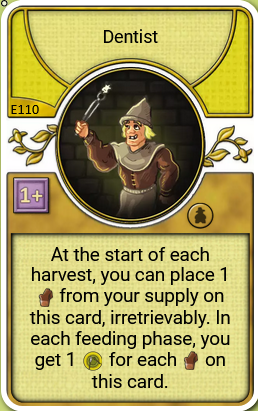 Dentist
E110
1+
At the start of each
harvest, you can place 1
from your supply on
this card, irretrievably. In
each feeding phase, you
get 1 for each on
this card.